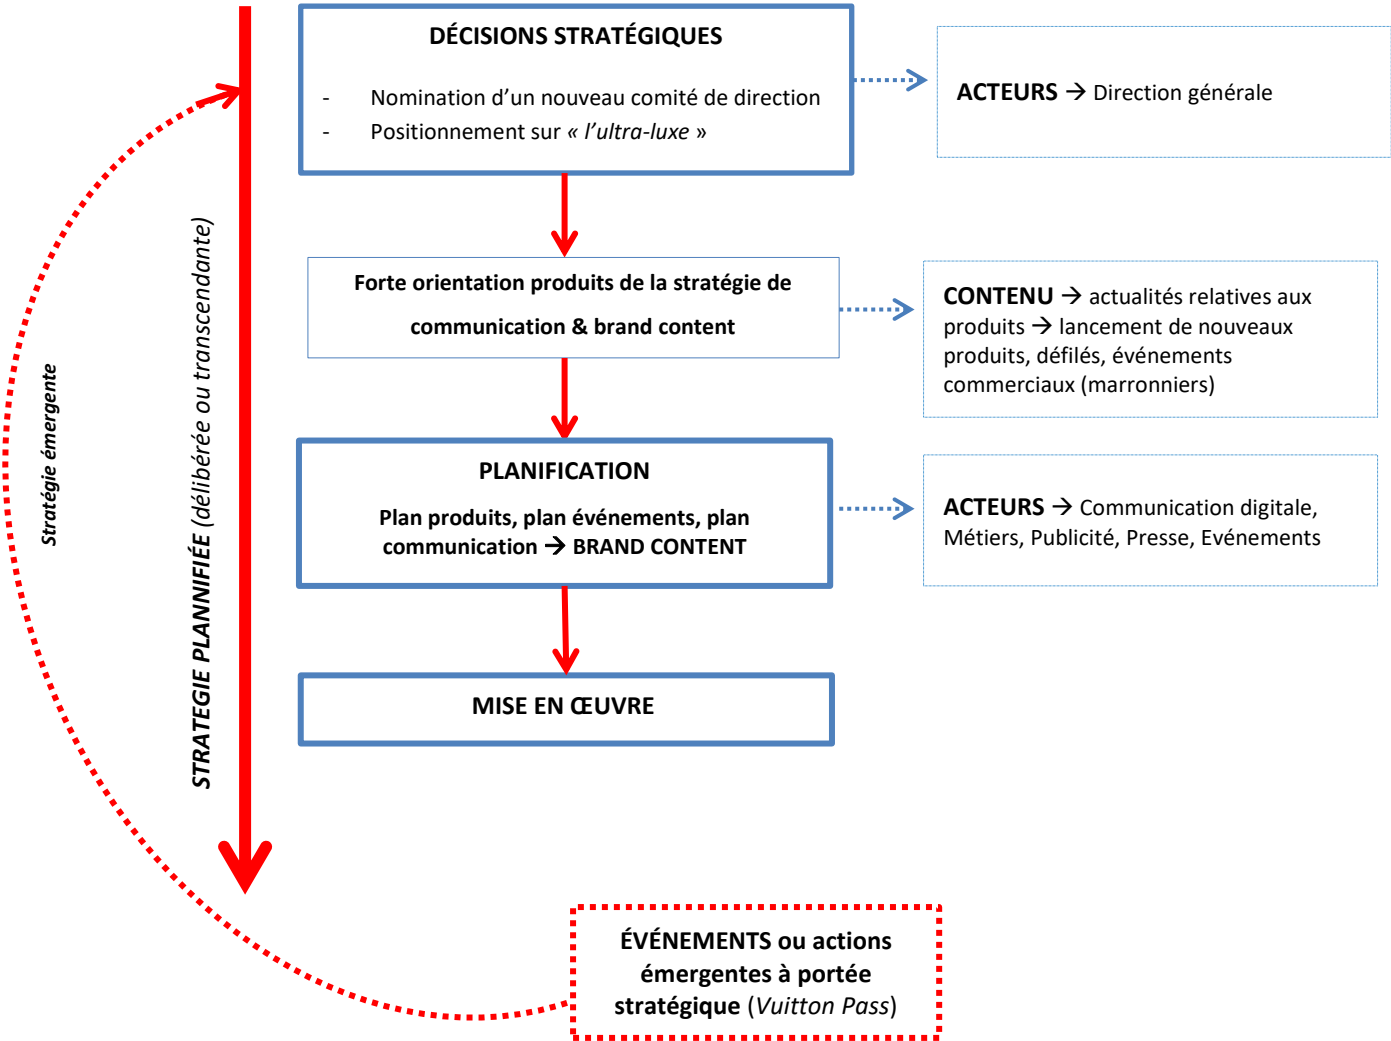 DÉCISIONS STRATÉGIQUES
- Nomination d’un nouveau comité de direction
- Positionnement sur « l’ultra-luxe »
ACTEURS → Direction générale
Forte orientation produits de la stratégie de
communication & brand content
CONTENU → actualités relatives aux
produits → lancement de nouveaux
produits, défilés, événements
commerciaux (marronniers)
Stratégie émergente
STRATEGIE PLANNIFIÉE (délibérée ou transcendante)
PLANIFICATION
Plan produits, plan événements, plan
communication → BRAND CONTENT
ACTEURS → Communication digitale,
Métiers, Publicité, Presse, Evénements
MISE EN ŒUVRE
ÉVÉNEMENTS ou actions
émergentes à portée
stratégique (Vuitton Pass)